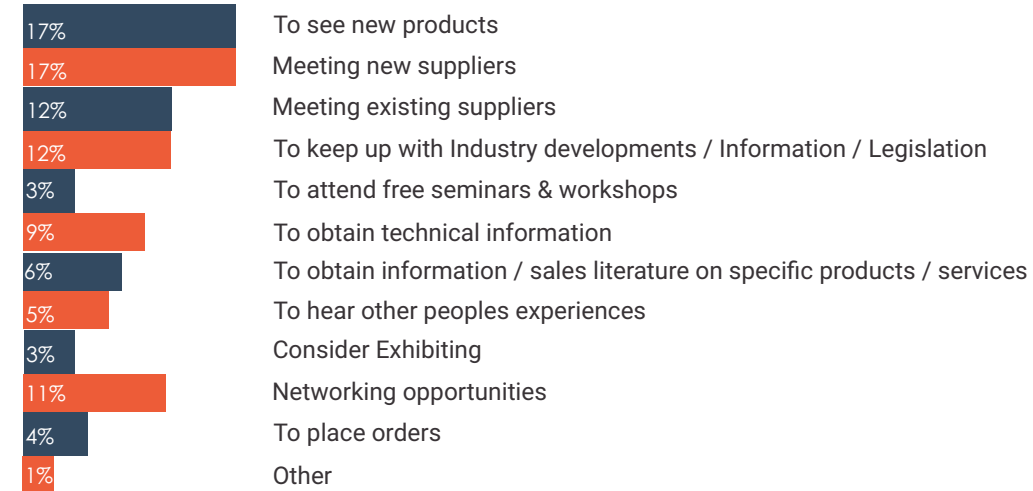 17% To see new products
17% Meeting new suppliers
12% Meeting existing suppliers
12% To keep up with Industry developments / Information / Legislation
3% To attend free seminars & workshops
9% To obtain technical information
6% To obtain information / sales literature on specific products / services
5% To hear other peoples experiences
3% Consider Exhibiting
11% Networking opportunities
4% To place orders
1% Other